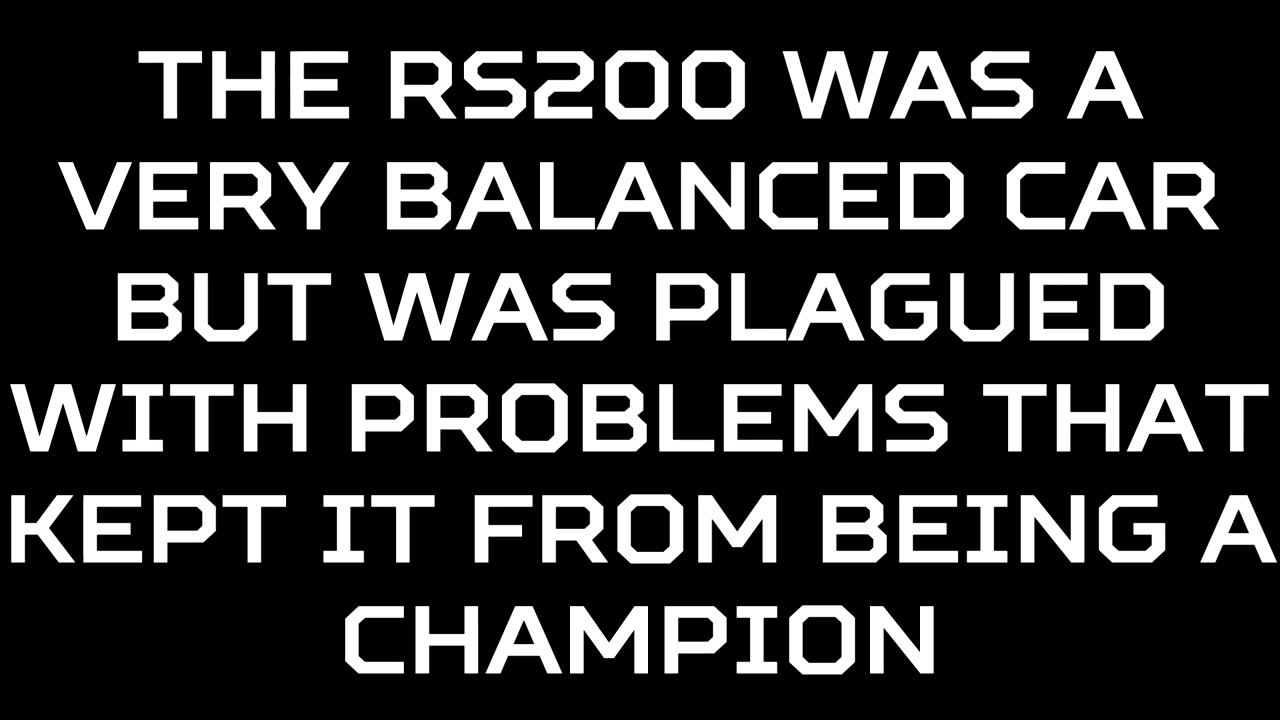 THE RS200 WAS A
VERY BALANCED CAR
BUT WAS PLAGUED
WITH PROBLEMS THAT
KEPT IT FROM BEING A
CHAMPION